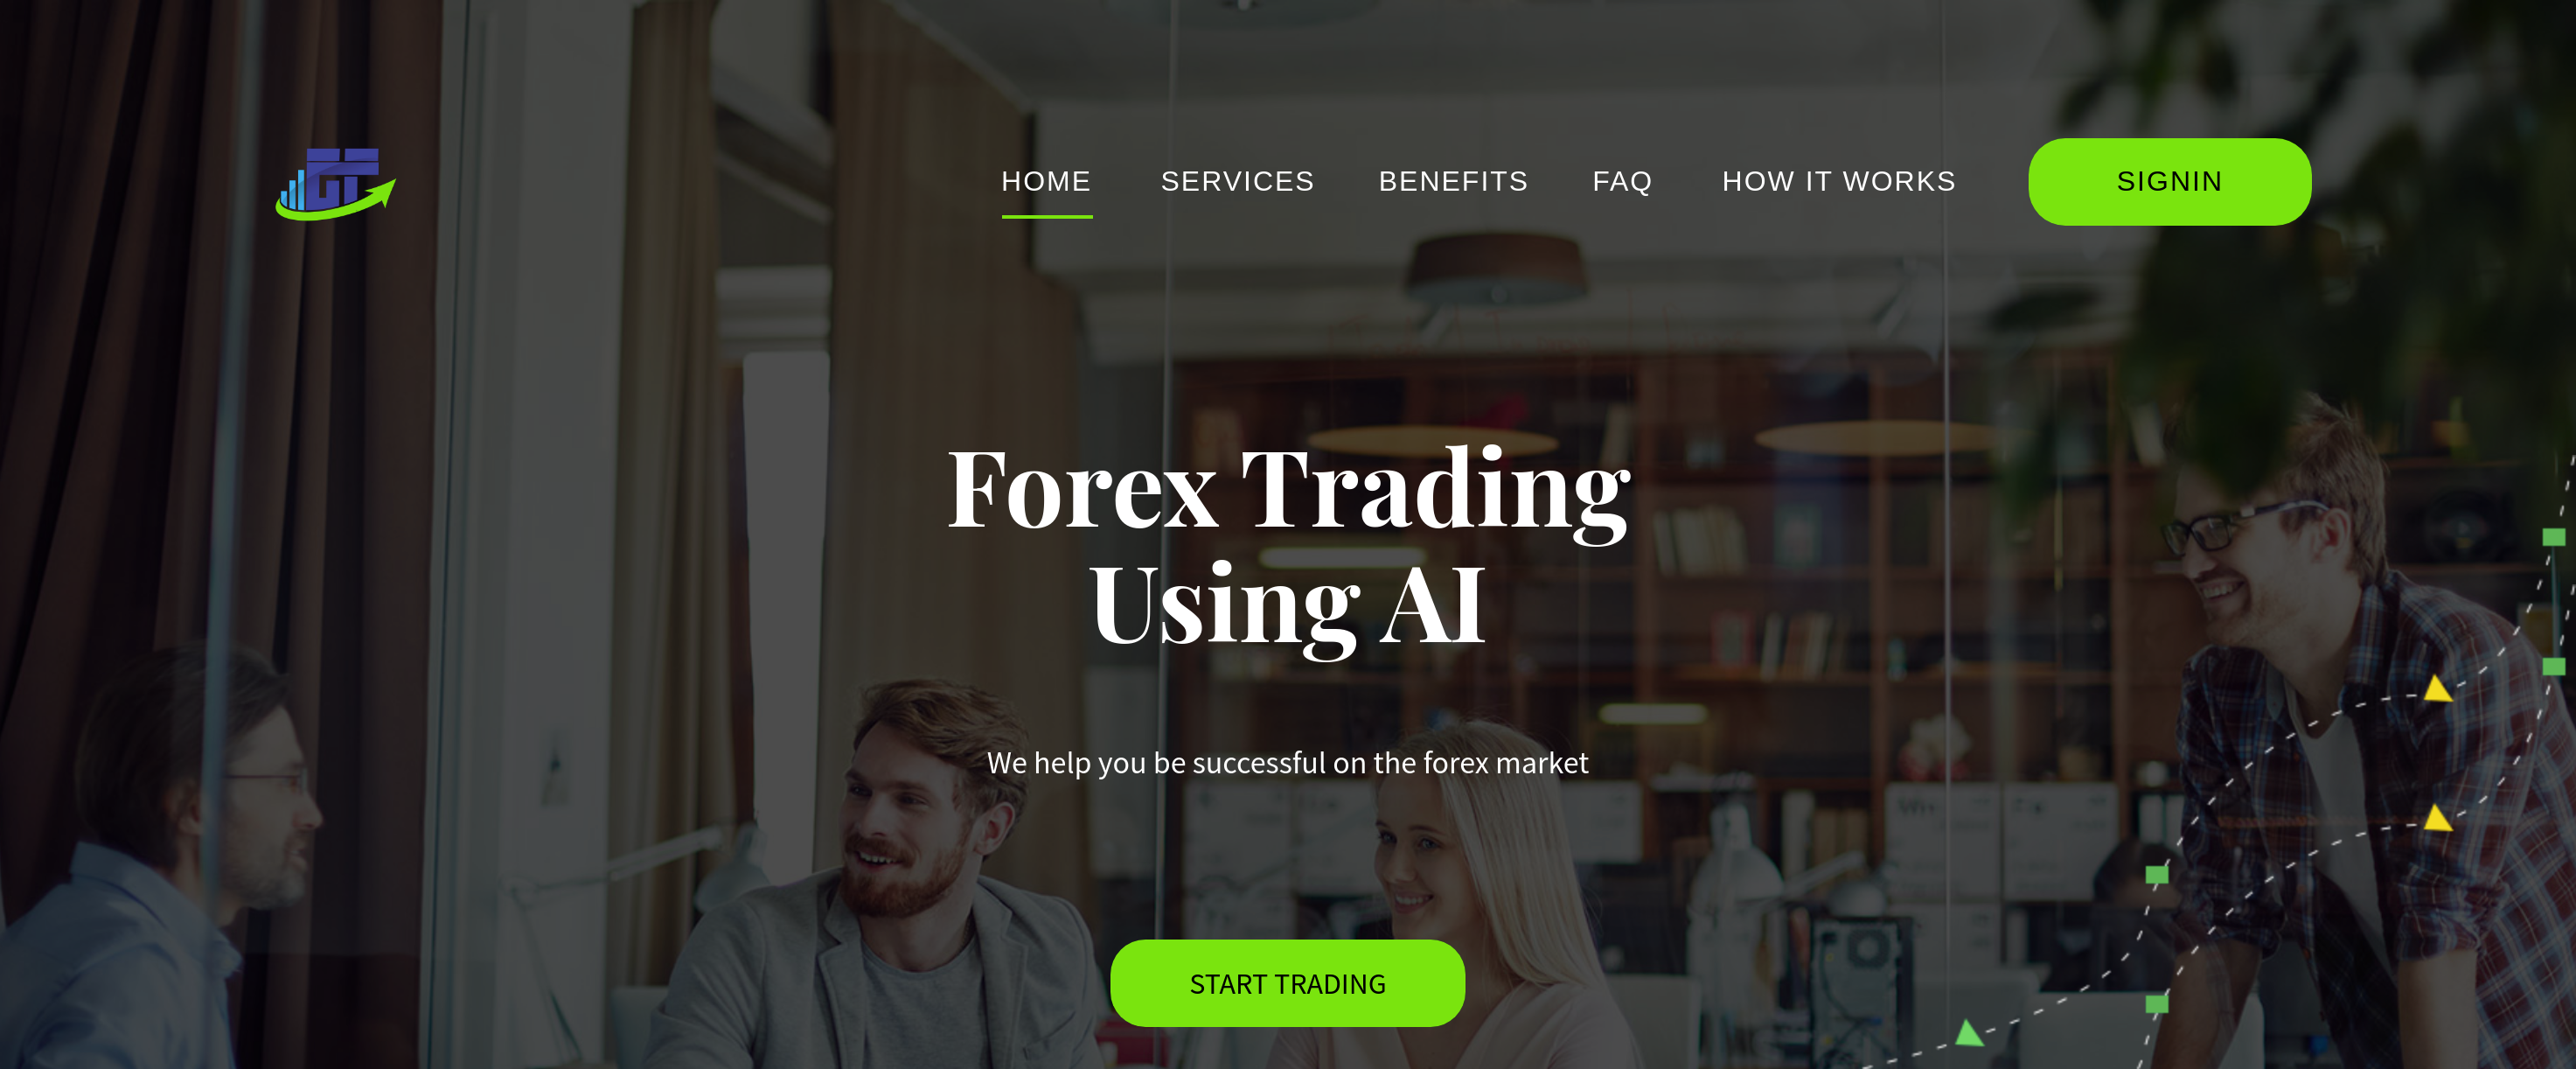 HOME SERVICES BENEFITS FAQ HOW IT WORKS SIGNIN
Forex Trading
Using AI
We help you be successful on the forex market
START TRADING